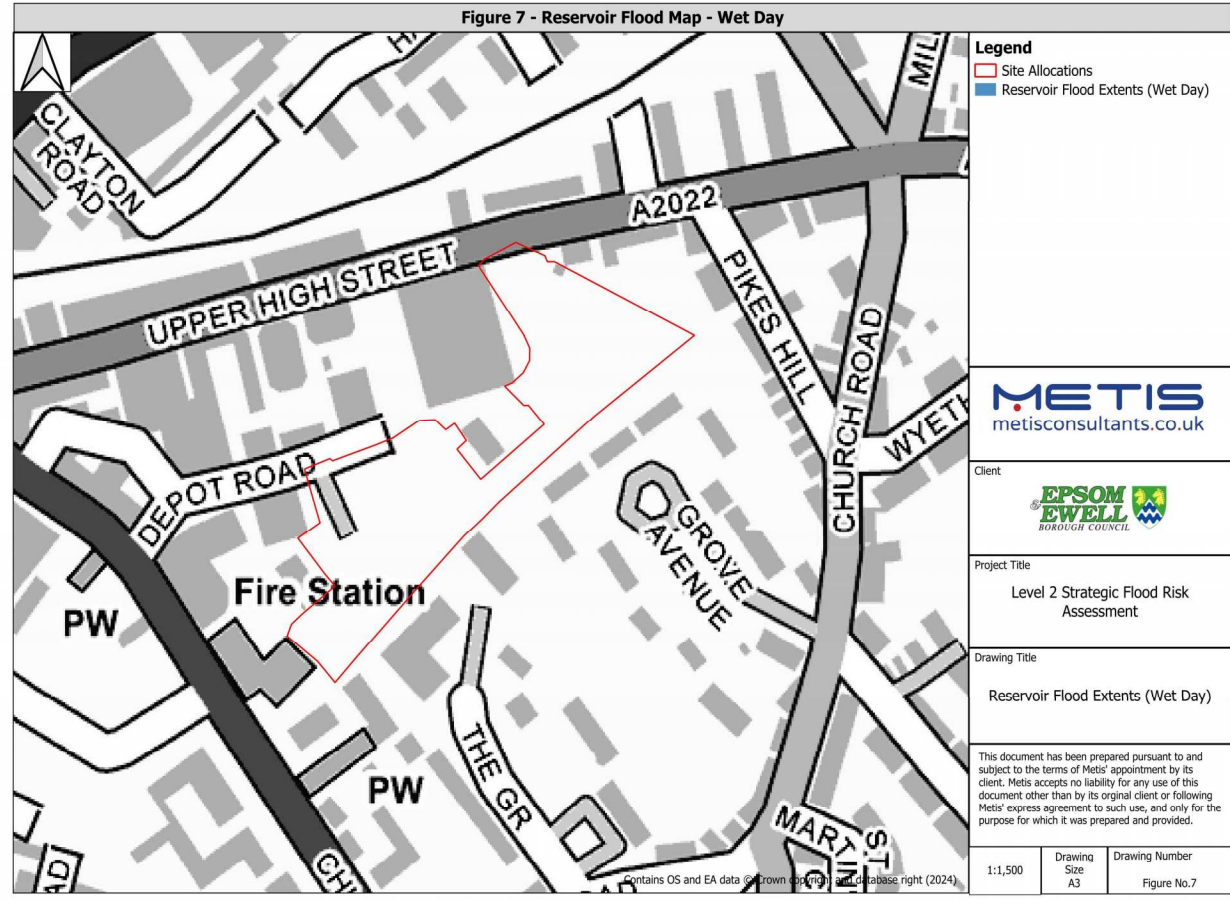 Figure 7 - Reservoir Flood Map - Wet Day
CLAYTON
ROAD
HA
MIL
A2022
UPPER HIGH STREET
PIKES HILL
CHURCH ROAD
WYETH
DEPOT ROAD
GROVE
AVENUE
Fire Station
PW
PW
THE GR
MARTIN
ST
CH
AD
Contains OS and EA data © Crown copyright and database right (2024)
Legend
Site Allocations
Reservoir Flood Extents (Wet Day)
METIS
metisconsultants.co.uk
Client
EPSOM
& EWELL
BOROUGH COUNCIL
Project Title
Level 2 Strategic Flood Risk
Assessment
Drawing Title
Reservoir Flood Extents (Wet Day)
This document has been prepared pursuant to and
subject to the terms of Metis' appointment by its
client. Metis accepts no liability for any use of this
document other than by its orginal client or following
Metis' express agreement to such use, and only for the
purpose for which it was prepared and provided.
1:1,500
Drawing
Size
A3
Drawing Number
Figure No.7